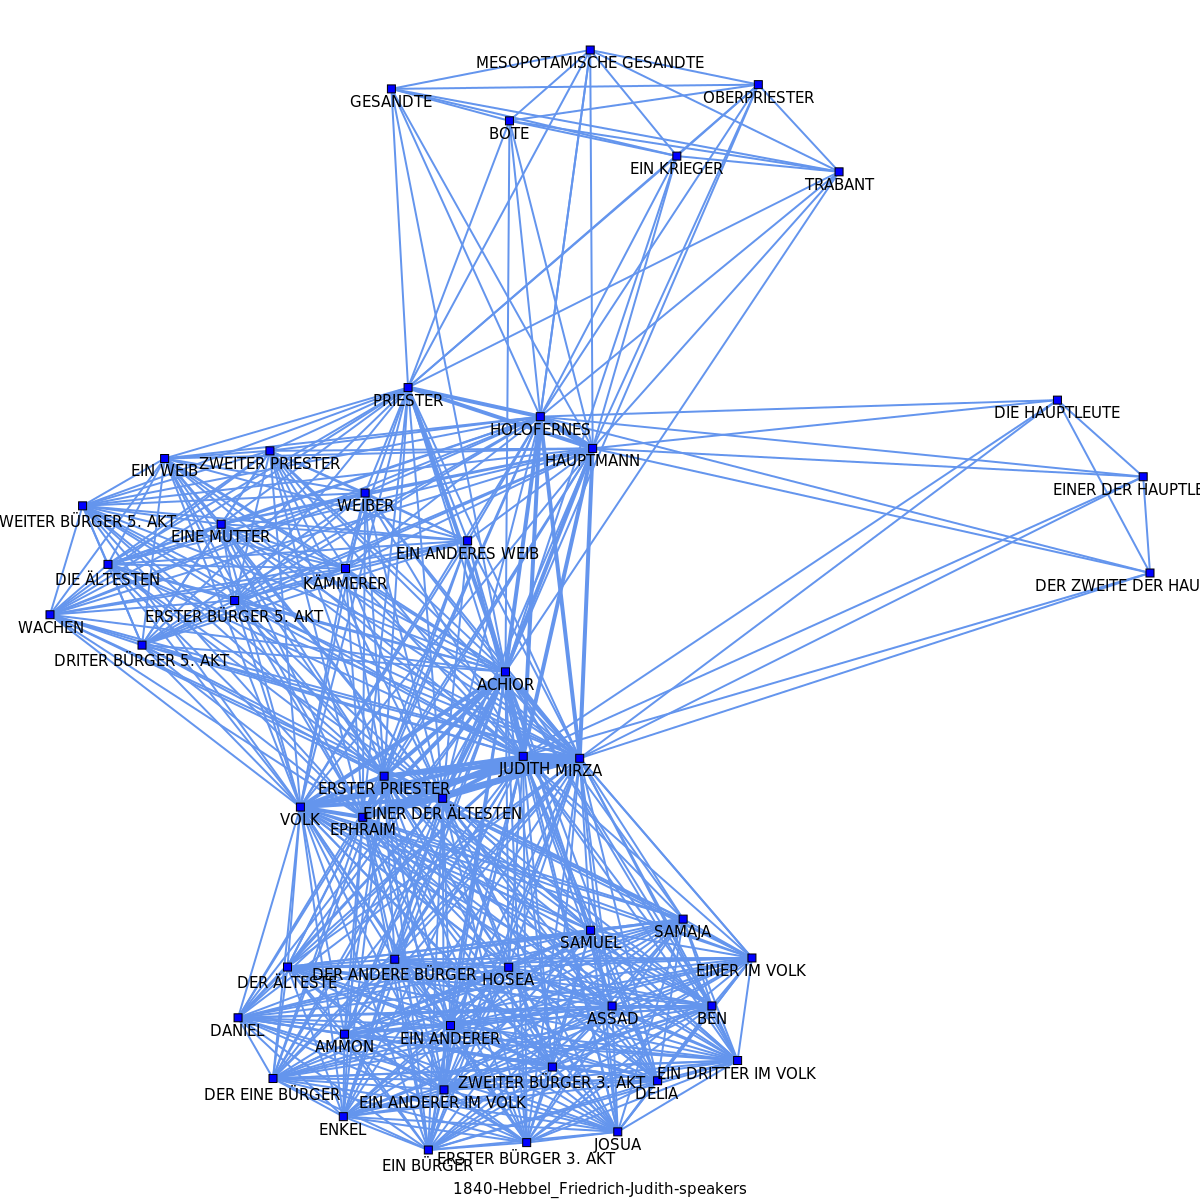 MESOPOTAMISCHE GESANDTE
GESANDTE
OBERPRIESTER
BOTE
EIN KRIEGER
TRABANT
PRIESTER
DIE HAUPTLEUTE
HOLOFERNES
HAUPTMANN
EIN WEIB
ZWEITER PRIESTER
EINER DER HAUPTLE
WEIBER
WEITER BÜRGER 5. AKT
EINE MUTTER
EIN ANDERES WEIB
DIE ÄLTESTEN
KÄMMERER
DER ZWEITE DER HAU
ERSTER BÜRGER 5. AKT
WACHEN
DRITER BÜRGER 5. AKT
ACHIOR
JUDITH
MIRZA
ERSTER PRIESTER
EINER DER ÄLTESTEN
VOLK
EPHRAIM
SAMAJA
SAMUEL
EINER IM VOLK
DER ANDERE BÜRGER
DER ÄLTESTE
HOSEA
ASSAD
BEN
DANIEL
EIN ANDERER
AMMON
EIN DRITTER IM VOLK
ZWEITER BÜRGER 3. AKT
DELIA
DER EINE BÜRGER
EIN ANDERER IM VOLK
ENKEL
JOSUA
ERSTER BÜRGER 3. AKT
EIN BÜRGER
1840-Hebbel_Friedrich-Judith-speakers